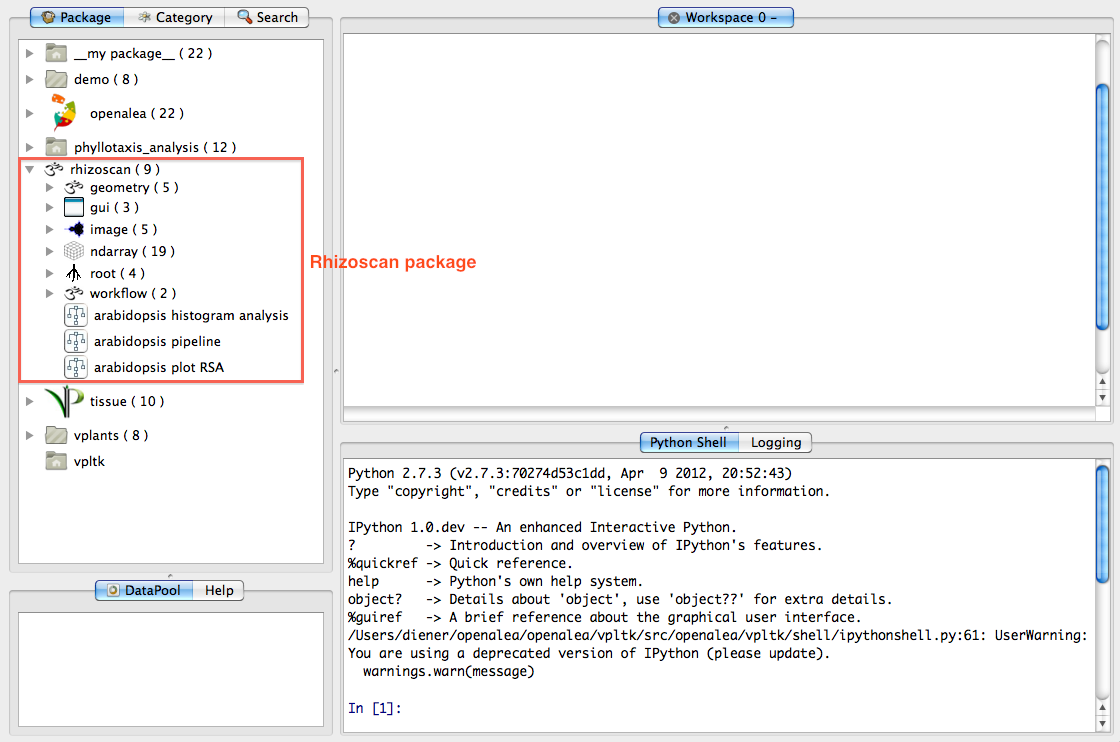 Package
Category
Search
__my package__ ( 22 )
demo ( 8 )
openalea ( 22 )
phyllotaxis_analysis ( 12 )
rhizoscan ( 9 )
geometry ( 5 )
gui ( 3 )
image ( 5 )
ndarray ( 19 )
root ( 4 )
workflow ( 2 )
arabidopsis histogram analysis
arabidopsis pipeline
arabidopsis plot RSA
tissue ( 10 )
vplants ( 8 )
vpltk
Rhizoscan package
DataPool
Help
Workspace 0 -
Python Shell
Logging
Python 2.7.3 (v2.7.3:70274d53c1dd, Apr  9 2012, 20:52:43)
Type "copyright", "credits" or "license" for more information.
IPython 1.0.dev -- An enhanced Interactive Python.
?         -> Introduction and overview of IPython's features.
%quickref -> Quick reference.
help      -> Python's own help system.
object?   -> Details about 'object', use 'object??' for extra details.
%guiref   -> A brief reference about the graphical user interface.
/Users/diener/openalea/openalea/vpltk/src/openalea/vpltk/shell/ipythonshell.py:61: UserWarning:
You are using a deprecated version of IPython (please update).
  warnings.warn(message)
In [1]: